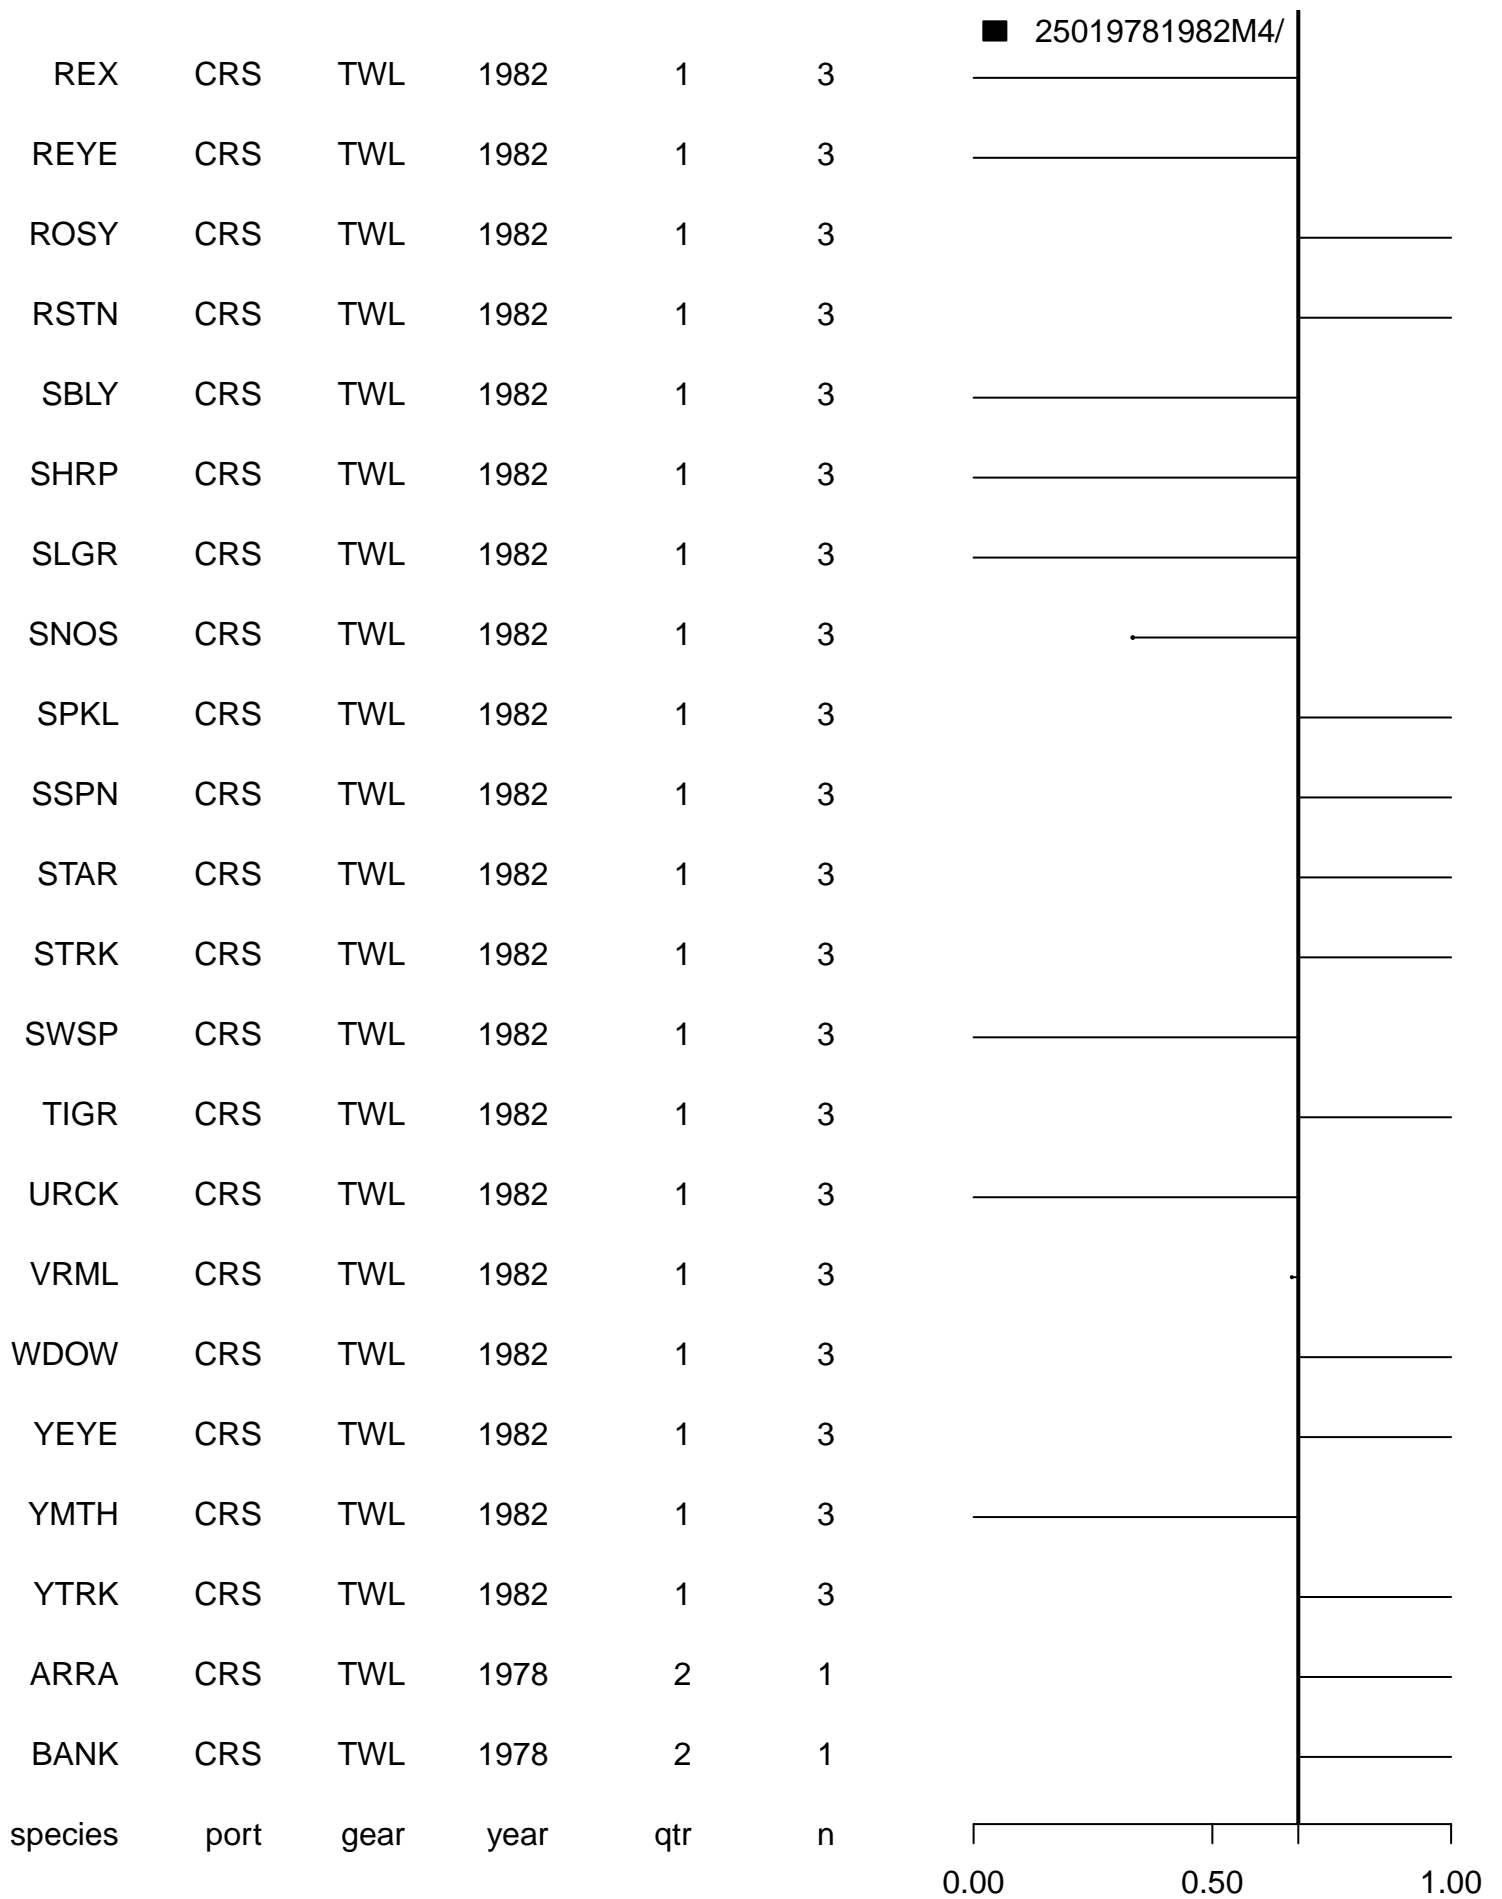 25019781982M4/
REX CRS TWL 1982 1 3
REYE CRS TWL 1982 1 3
ROSY CRS TWL 1982 1 3
RSTN CRS TWL 1982 1 3
SBLY CRS TWL 1982 1 3
SHRP CRS TWL 1982 1 3
SLGR CRS TWL 1982 1 3
SNOS CRS TWL 1982 1 3
SPKL CRS TWL 1982 1 3
SSPN CRS TWL 1982 1 3
STAR CRS TWL 1982 1 3
STRK CRS TWL 1982 1 3
SWSP CRS TWL 1982 1 3
TIGR CRS TWL 1982 1 3
URCK CRS TWL 1982 1 3
VRML CRS TWL 1982 1 3
WDOW CRS TWL 1982 1 3
YEYE CRS TWL 1982 1 3
YMTH CRS TWL 1982 1 3
YTRK CRS TWL 1982 1 3
ARRA CRS TWL 1978 2 1
BANK CRS TWL 1978 2 1
species port gear year qtr n
0.00 0.50 1.00